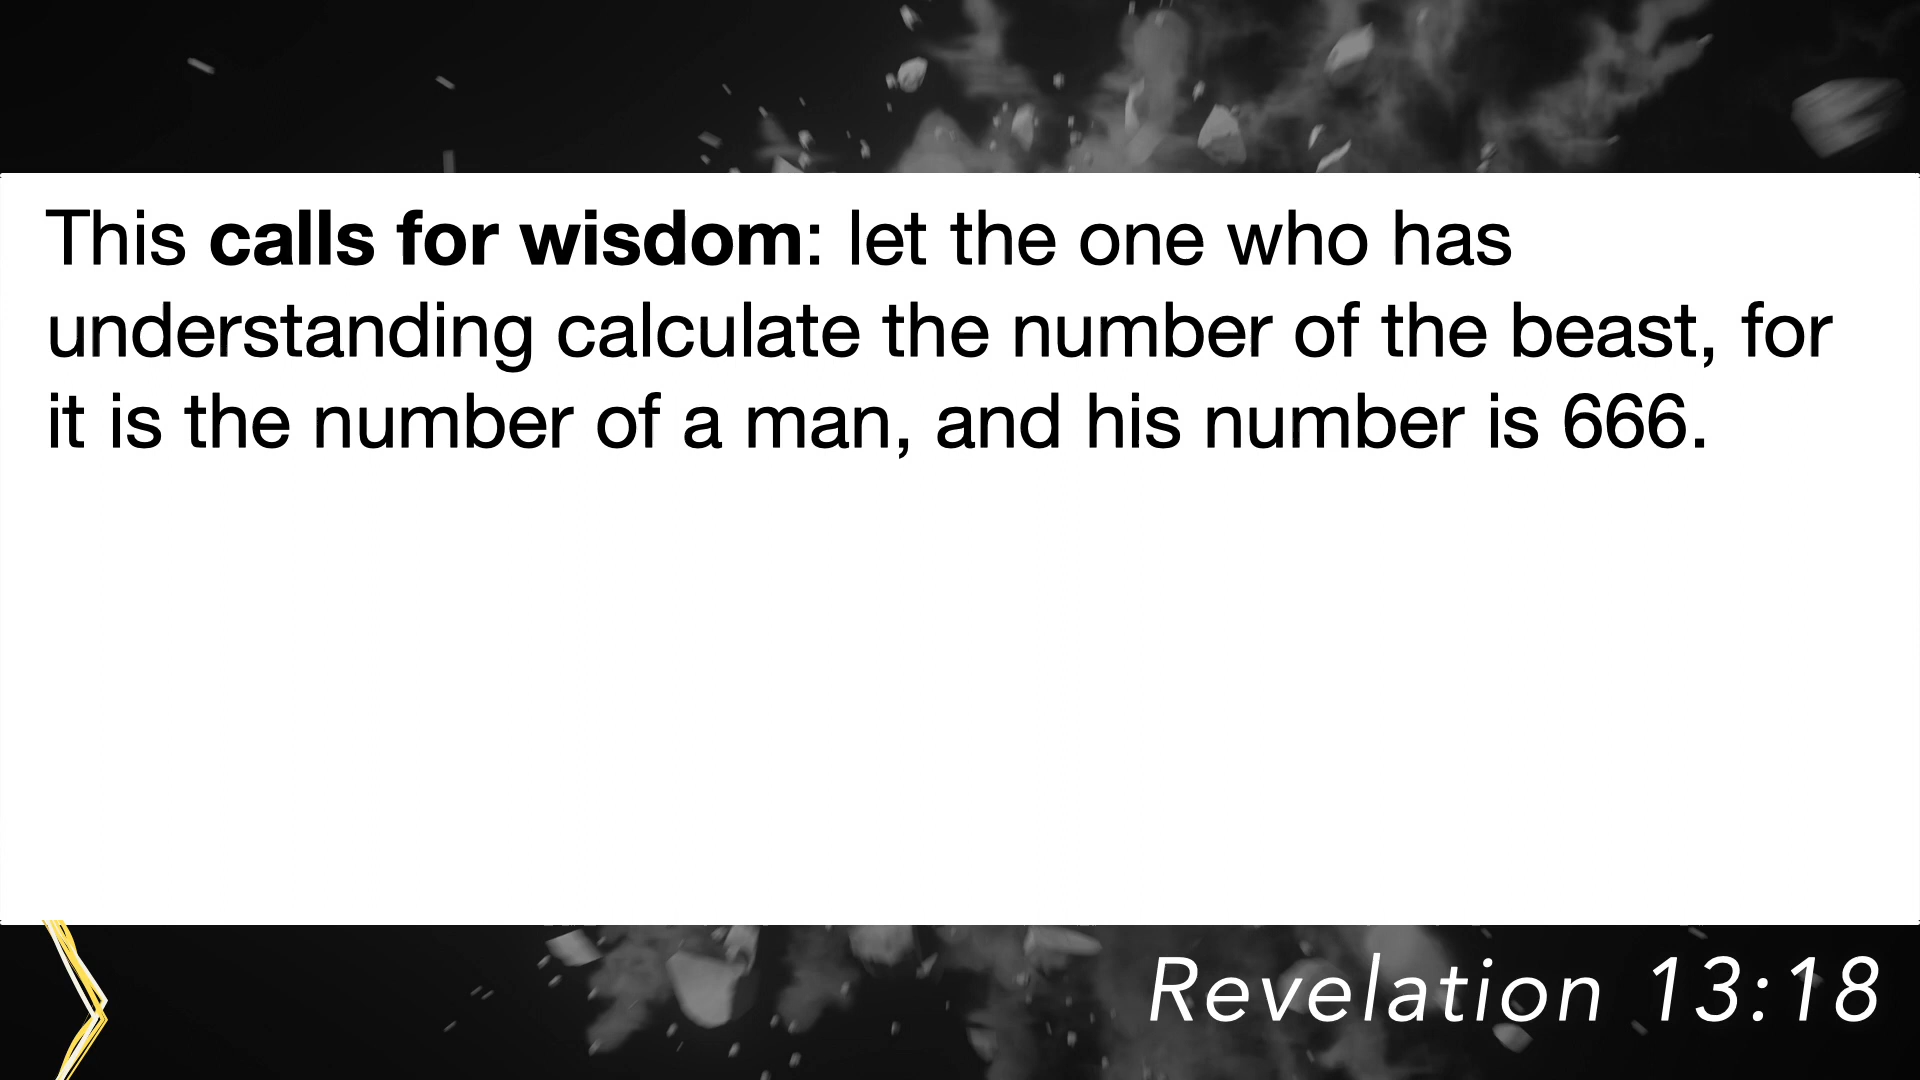 This calls for wisdom: let the one who has
understanding calculate the number of the beast, for
it is the number of a man, and his number is 666.
Revelation 13:18